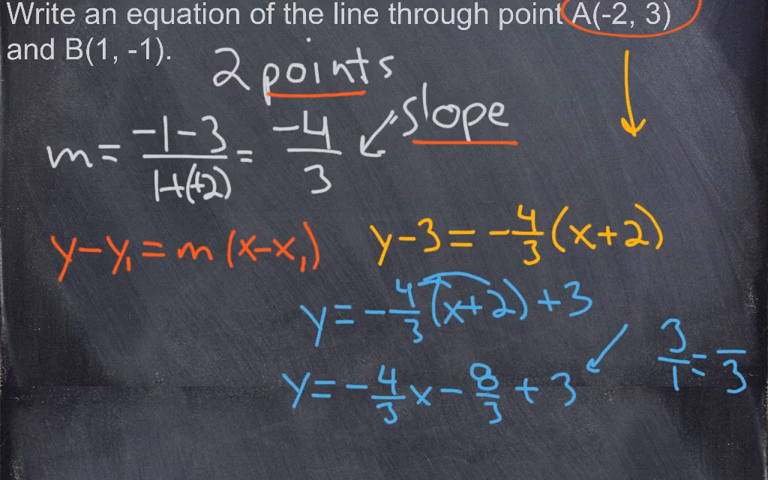 Write an equation of the line through point A(-2, 3)
and B(1, -1).
2 points
m = -1-3/1+(+2) = -4/3 slope
y-y₁ = m(x-x₁)
y-3 = -4/3(x+2)
y = -4/3(x+2)+3
y = -4/3x - 8/3 + 3
3/1 = /3